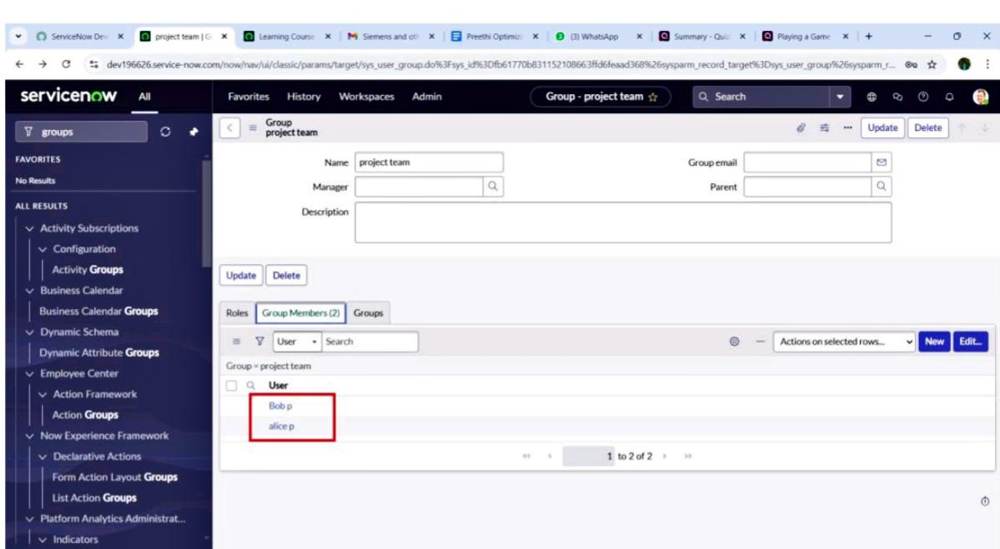 ServiceNow Dev
project team | G
Learning Course
Siemens and oth
Preethi Optimiz
(3) WhatsApp
Summary - Quiz
Playing a Game
dev196626.service-now.com/now/nav/ui/classic/params/target/sys_user_group.do%3Fsys_id%3Dfb61770b831152108663ffd6feaad368%26sysparm_record_target%3Dsys_user_group%26sysparm_r...
servicenow All Favorites History Workspaces Admin Group - project team ☆ Search
groups
FAVORITES
No Results
ALL RESULTS
Activity Subscriptions
Configuration
Activity Groups
Business Calendar
Business Calendar Groups
Dynamic Schema
Dynamic Attribute Groups
Employee Center
Action Framework
Action Groups
Now Experience Framework
Declarative Actions
Form Action Layout Groups
List Action Groups
Platform Analytics Administrat...
Indicators
Group
project team
Update Delete
Name project team
Group email
Manager
Parent
Description
Update Delete
Roles Group Members (2) Groups
User Search Actions on selected rows... New Edit...
Group = project team
User
Bob p
alice p
1 to 2 of 2